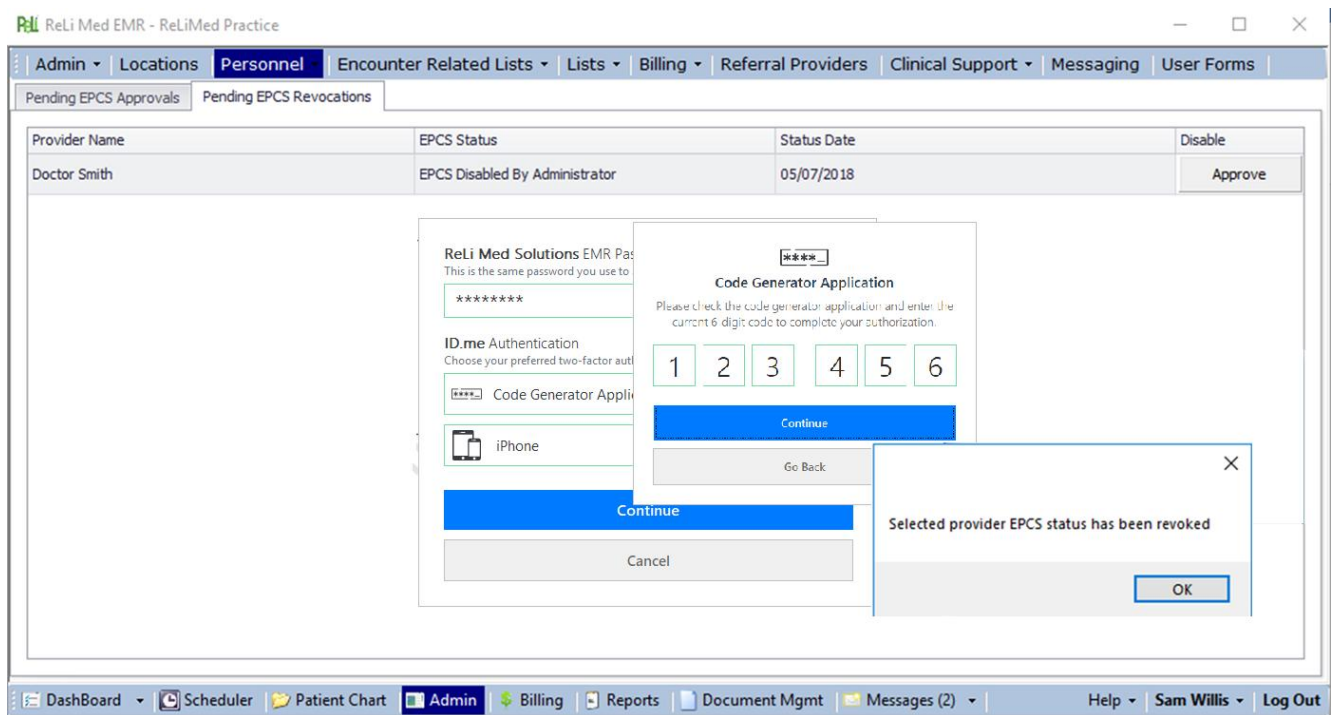 ReLi ReLi Med EMR - ReLiMed Practice
Admin Locations Personnel Encounter Related Lists Lists Billing Referral Providers Clinical Support Messaging User Forms
Pending EPCS Approvals Pending EPCS Revocations
Provider Name EPCS Status Status Date Disable
Doctor Smith EPCS Disabled By Administrator 05/07/2018 Approve
ReLi Med Solutions EMR Pas
This is the same password you use to
********
ID.me Authentication
Choose your preferred two-factor aut
****_ Code Generator Appli
iPhone
Continue
Cancel
****_
Code Generator Application
Please check the code generator application and enter the
current 6-digit code to complete your authorization.
1 2 3 4 5 6
Continue
Go Back
Selected provider EPCS status has been revoked
OK
DashBoard Scheduler Patient Chart Admin Billing Reports Document Mgmt Messages (2) Help Sam Willis Log Out